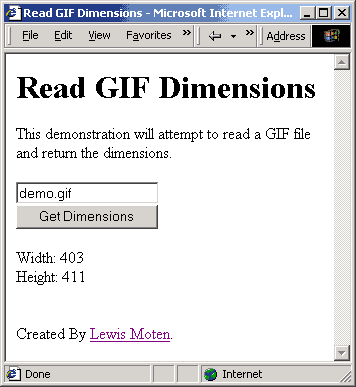 Read GIF Dimensions - Microsoft Internet Expl...
File Edit View Favorites » » Address
Read GIF Dimensions
This demonstration will attempt to read a GIF file
and return the dimensions.
demo.gif
Get Dimensions
Width: 403
Height: 411
Created By Lewis Moten.
Done Internet